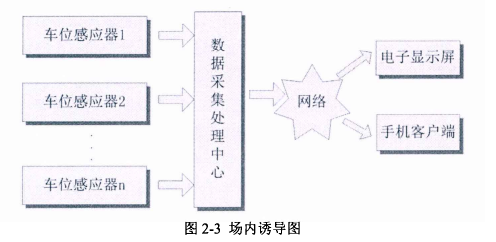 车位感应器1
车位感应器2
车位感应器n
数据采集处理中心
网络
电子显示屏
手机客户端
图 2-3 场内诱导图